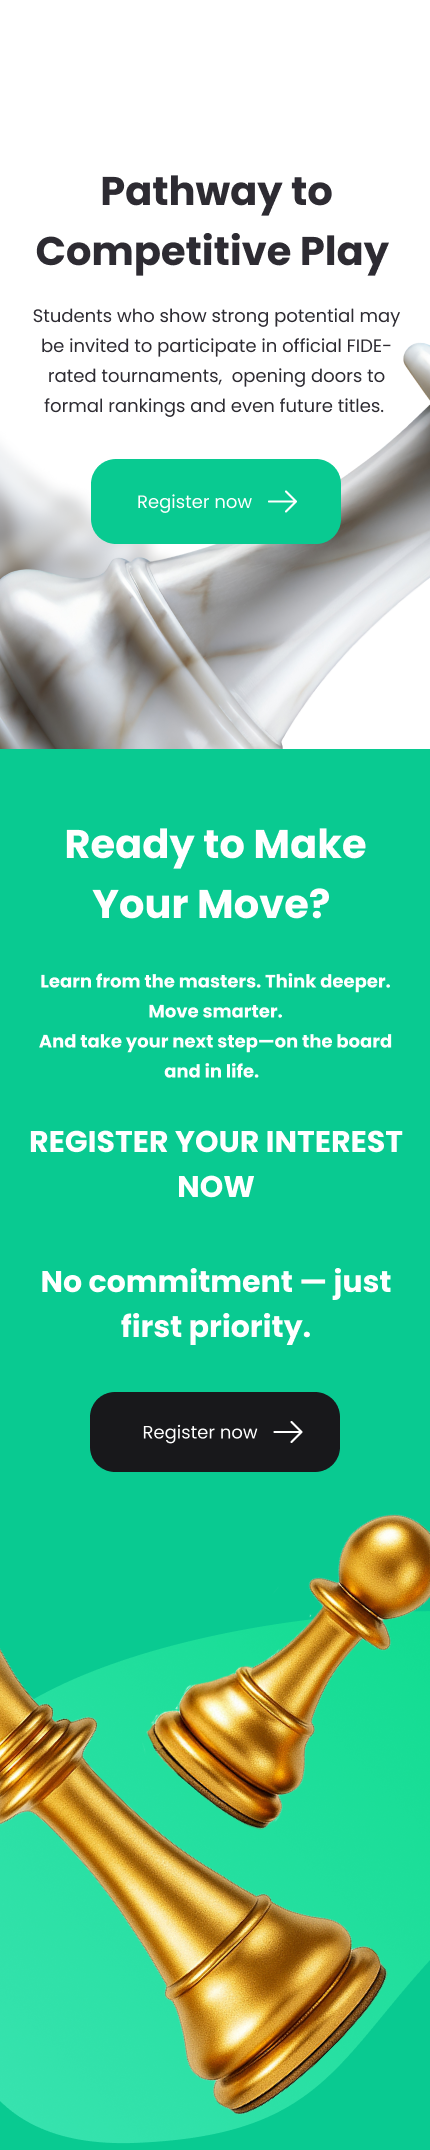 Pathway to
Competitive Play
Students who show strong potential may
be invited to participate in official FIDE-
rated tournaments,  opening doors to
formal rankings and even future titles.
Register now
Ready to Make
Your Move?
Learn from the masters. Think deeper.
Move smarter.
And take your next step—on the board
and in life.
REGISTER YOUR INTEREST
NOW
No commitment — just
first priority.
Register now